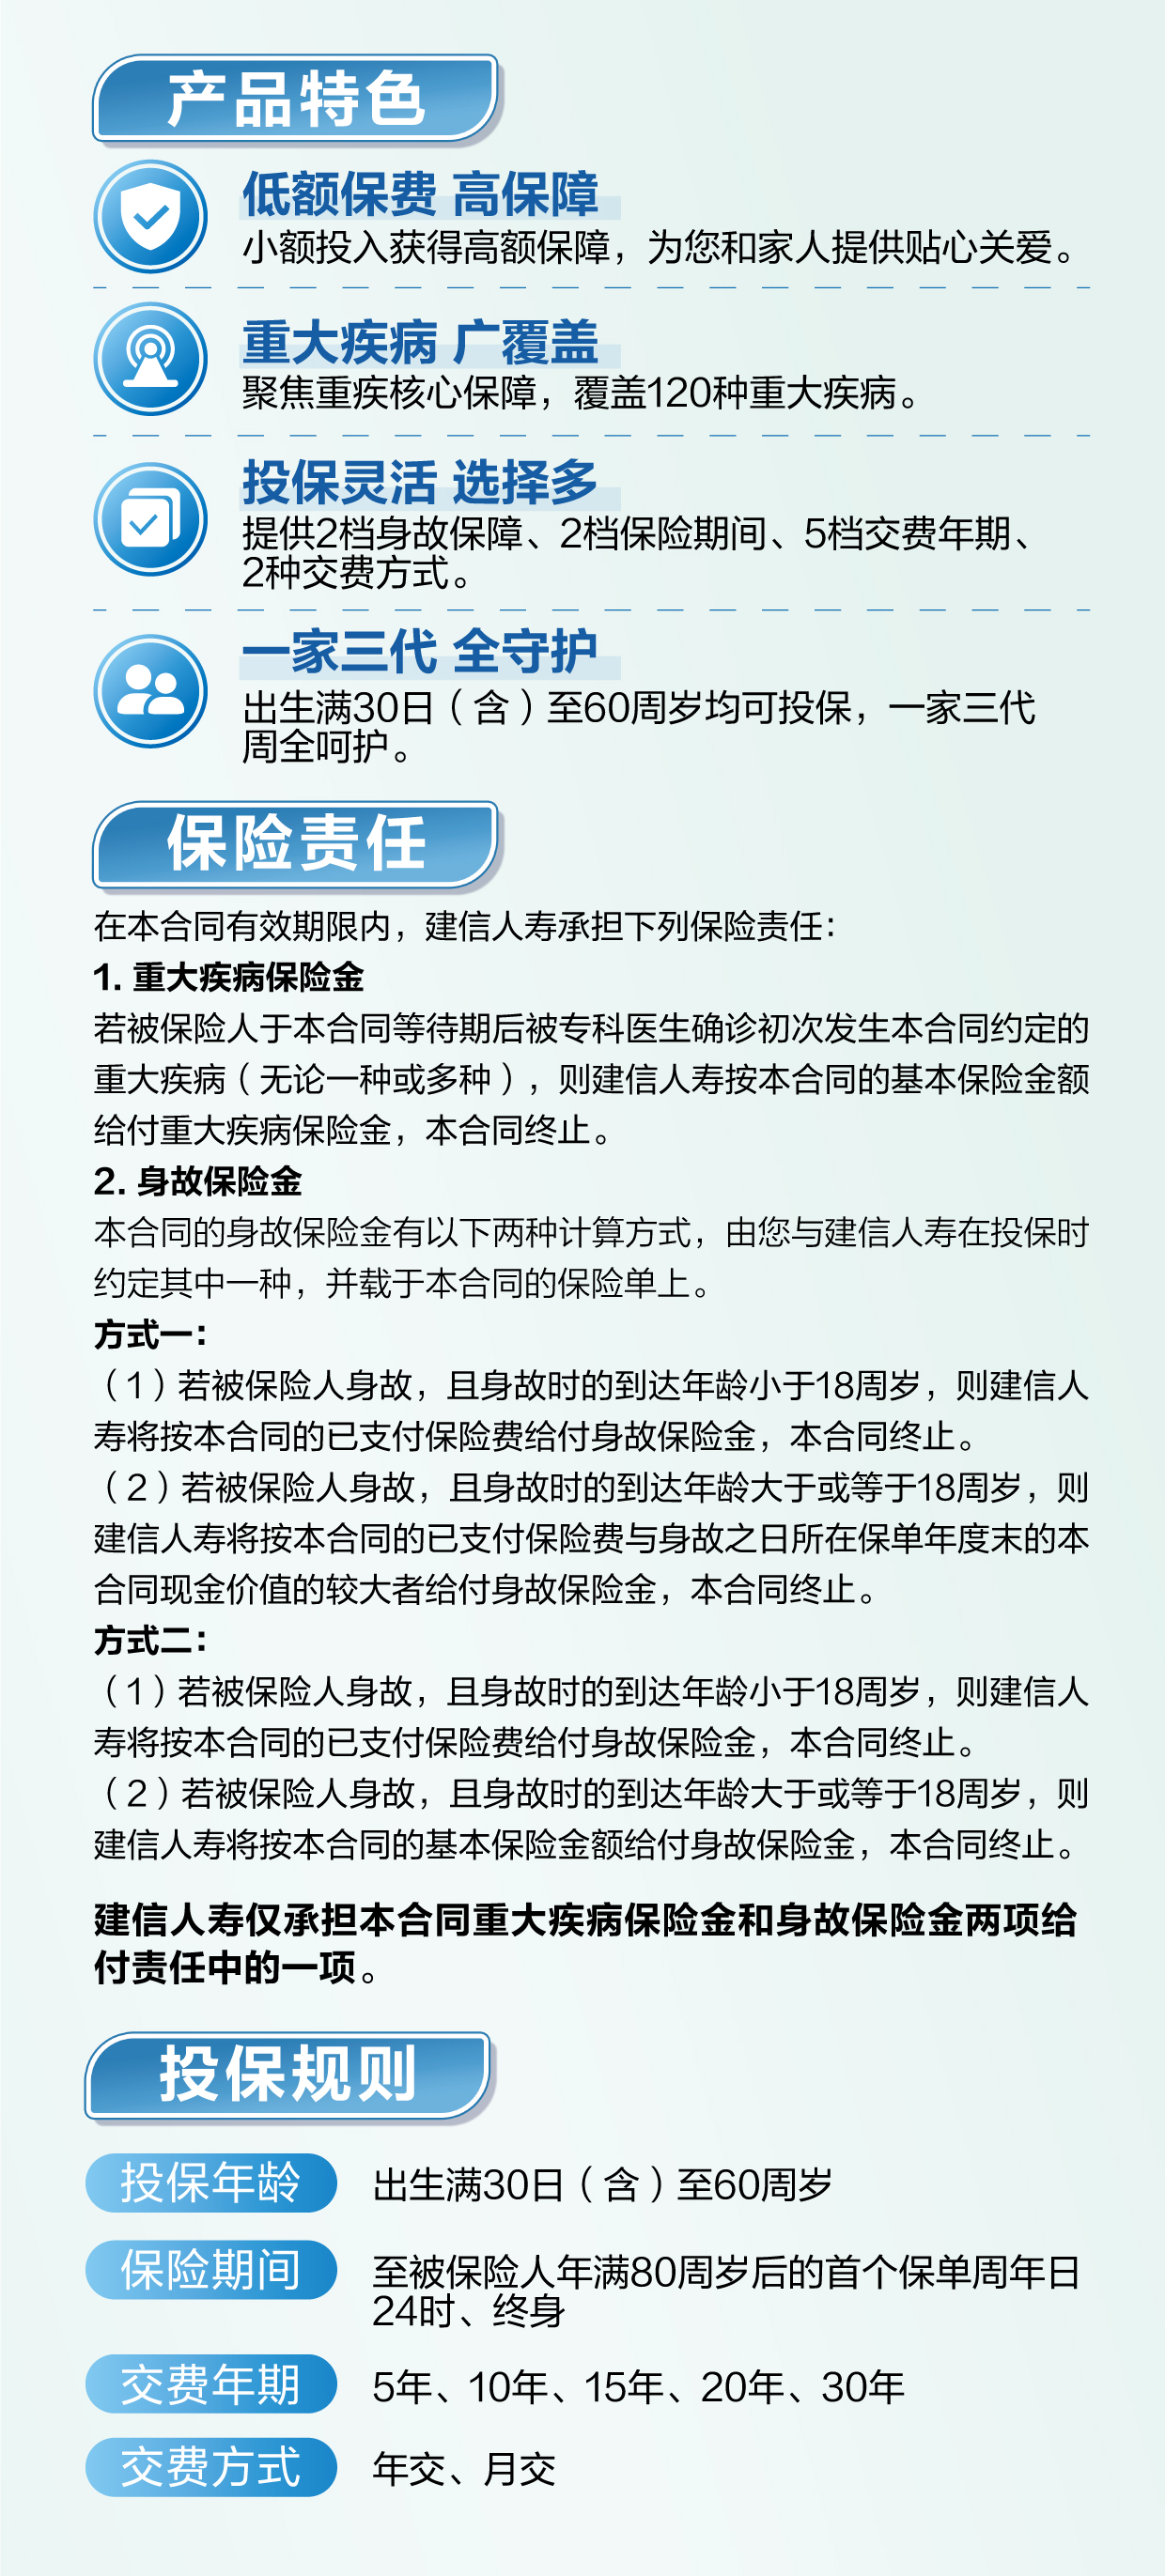 产品特色
低额保费 高保障
小额投入获得高额保障，为您和家人提供贴心关爱。
重大疾病 广覆盖
聚焦重疾核心保障，覆盖120种重大疾病。
投保灵活 选择多
提供2档身故保障、2档保险期间、5档交费年期、
2种交费方式。
一家三代 全守护
出生满30日（含）至60周岁均可投保，一家三代
周全呵护。
保险责任
在本合同有效期限内，建信人寿承担下列保险责任：
1. 重大疾病保险金
若被保险人于本合同等待期后被专科医生确诊初次发生本合同约定的
重大疾病（无论一种或多种），则建信人寿按本合同的基本保险金额
给付重大疾病保险金，本合同终止。
2. 身故保险金
本合同的身故保险金有以下两种计算方式，由您与建信人寿在投保时
约定其中一种，并载于本合同的保险单上。
方式一：
（1）若被保险人身故，且身故时的到达年龄小于18周岁，则建信人
寿将按本合同的已支付保险费给付身故保险金，本合同终止。
（2）若被保险人身故，且身故时的到达年龄大于或等于18周岁，则
建信人寿将按本合同的已支付保险费与身故之日所在保单年度末的本
合同现金价值的较大者给付身故保险金，本合同终止。
方式二：
（1）若被保险人身故，且身故时的到达年龄小于18周岁，则建信人
寿将按本合同的已支付保险费给付身故保险金，本合同终止。
（2）若被保险人身故，且身故时的到达年龄大于或等于18周岁，则
建信人寿将按本合同的基本保险金额给付身故保险金，本合同终止。
建信人寿仅承担本合同重大疾病保险金和身故保险金两项给
付责任中的一项。
投保规则
投保年龄 出生满30日（含）至60周岁
保险期间 至被保险人年满80周岁后的首个保单周年日
24时、终身
交费年期 5年、10年、15年、20年、30年
交费方式 年交、月交